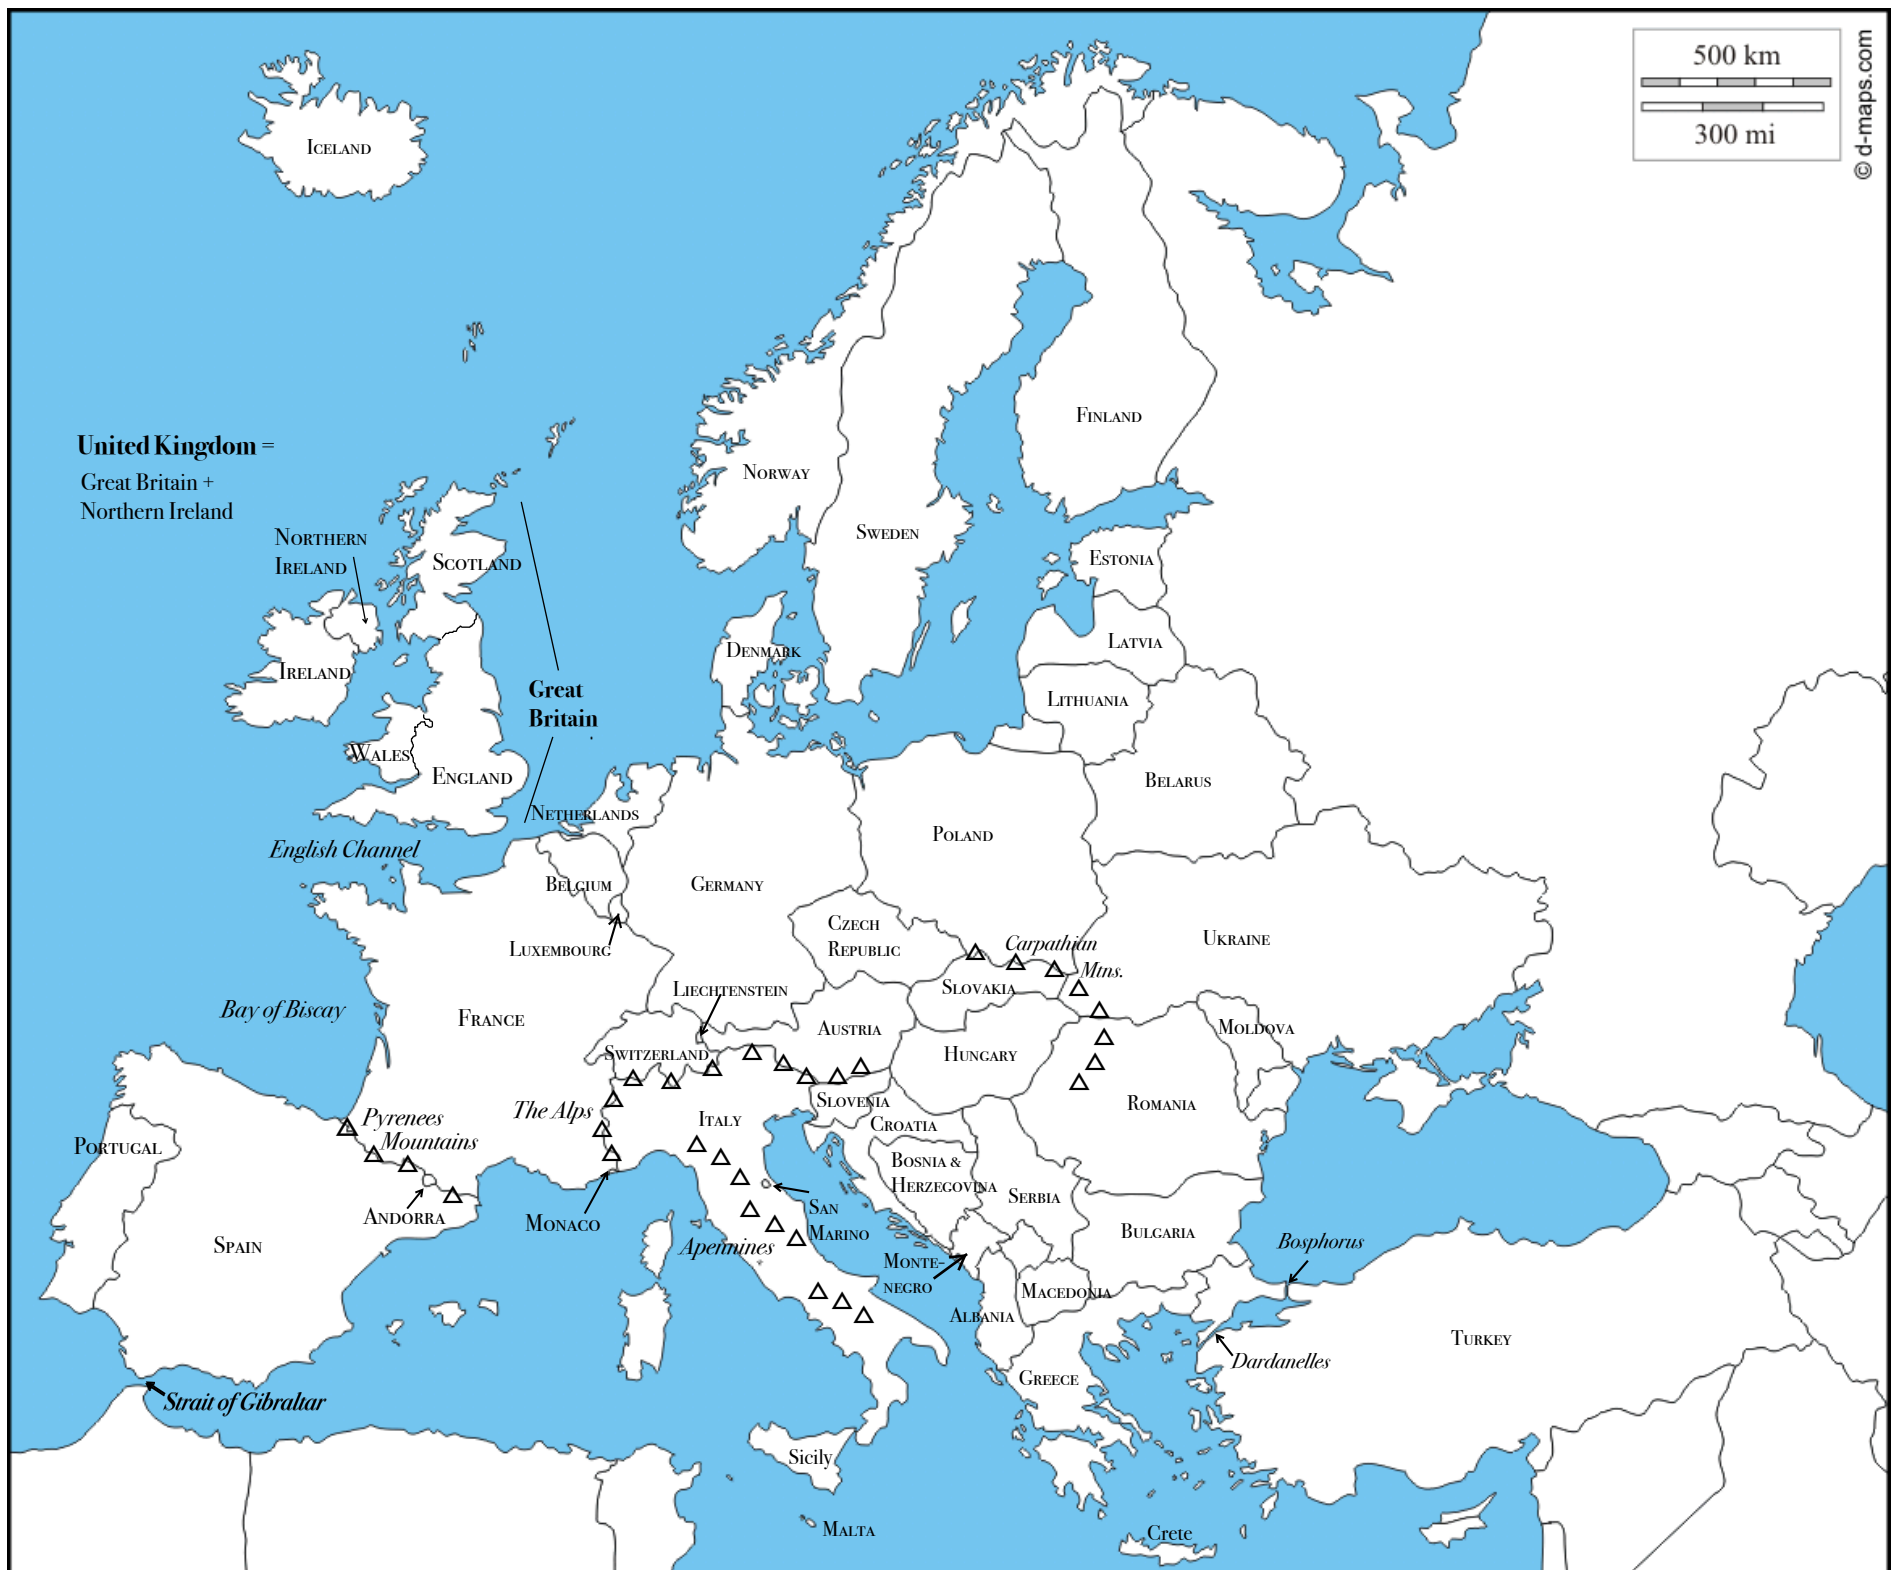 500 km
300 mi
© d-maps.com
ICELAND
United Kingdom =
Great Britain +
Northern Ireland
NORTHERN
IRELAND
SCOTLAND
IRELAND
WALES
ENGLAND
Great
Britain
NORWAY
SWEDEN
FINLAND
ESTONIA
LATVIA
LITHUANIA
DENMARK
BELARUS
NETHERLANDS
POLAND
English Channel
BELGIUM
GERMANY
LUXEMBOURG
CZECH
REPUBLIC
Carpathian
Mtns.
UKRAINE
SLOVAKIA
LIECHTENSTEIN
Bay of Biscay
FRANCE
AUSTRIA
MOLDOVA
SWITZERLAND
HUNGARY
The Alps
SLOVENIA
ITALY
CROATIA
ROMANIA
Pyrenees
Mountains
PORTUGAL
BOSNIA &
HERZEGOVINA
SERBIA
ANDORRA
MONACO
SAN
MARINO
SPAIN
Apennines
BULGARIA
Bosphorus
MONTE-
NEGRO
MACEDONIA
ALBANIA
TURKEY
Dardanelles
GREECE
Strait of Gibraltar
Sicily
MALTA
Crete